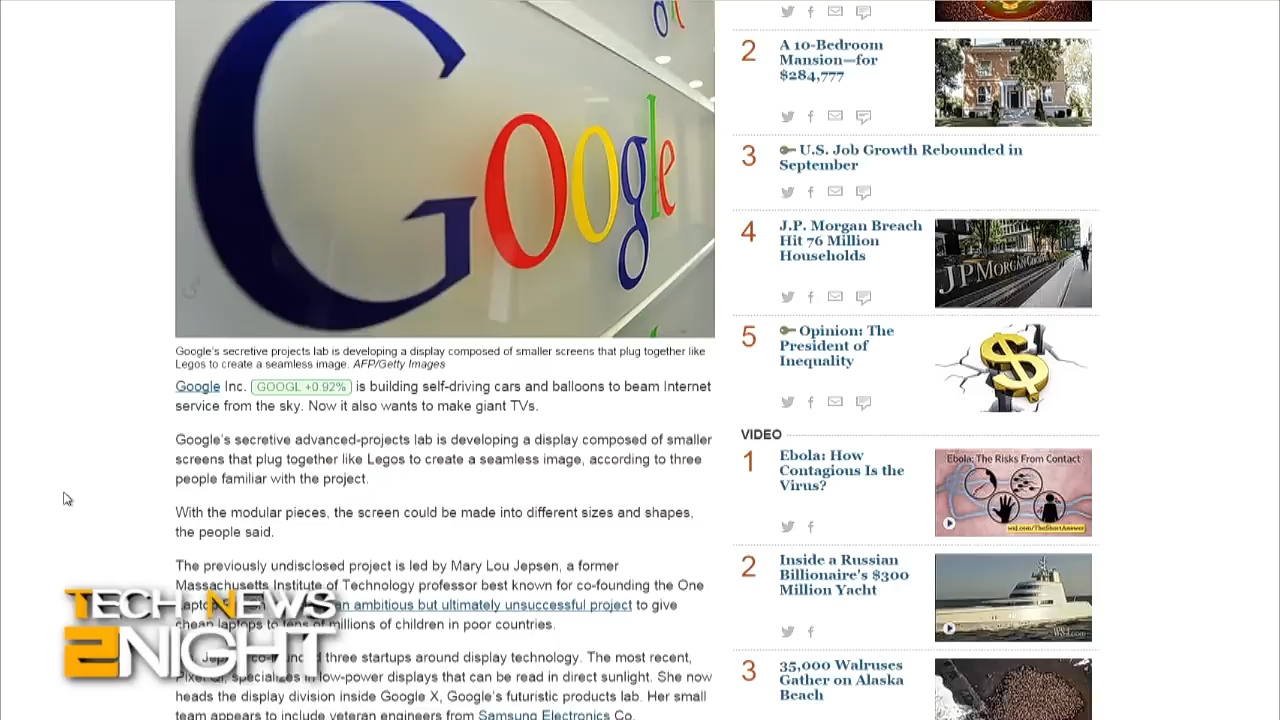 Google
2
A 10-Bedroom
Mansion—for
$284,777
3
U.S. Job Growth Rebounded in
September
4
J.P. Morgan Breach
Hit 76 Million
Households
JPMORGAN
5
Opinion: The
President of
Inequality
$
Google's secretive projects lab is developing a display composed of smaller screens that plug together like
Legos to create a seamless image. AFP/Getty Images
Google Inc. GOOGL +0.92% is building self-driving cars and balloons to beam Internet
service from the sky. Now it also wants to make giant TVs.
Google's secretive advanced-projects lab is developing a display composed of smaller
screens that plug together like Legos to create a seamless image, according to three
people familiar with the project.
With the modular pieces, the screen could be made into different sizes and shapes,
the people said.
The previously undisclosed project is led by Mary Lou Jepsen, a former
Massachusetts Institute of Technology professor best known for co-founding the One
ambitious but ultimately unsuccessful project to give
cheap laptops to tens of millions of children in poor countries.
startups around display technology. The most recent,
specializes in low-power displays that can be read in direct sunlight. She now
heads the display division inside Google X, Google's futuristic products lab. Her small
team appears to include veteran engineers from Samsung Electronics Co.
VIDEO
1
Ebola: How
Contagious Is the
Virus?
Ebola: The Risks From Contact
wsj.com/TheShortAnswer
2
Inside a Russian
Billionaire's $300
Million Yacht
WSJ.com
3
35,000 Walruses
Gather on Alaska
Beach
TECH NEWS
2NIGHT